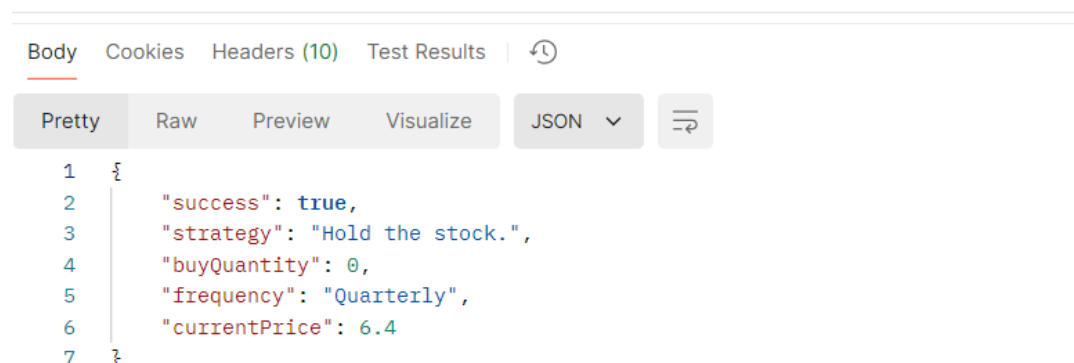 Body Cookies Headers (10) Test Results
Pretty Raw Preview Visualize JSON
1 {
2 "success": true,
3 "strategy": "Hold the stock.",
4 "buyQuantity": 0,
5 "frequency": "Quarterly",
6 "currentPrice": 6.4
7 }